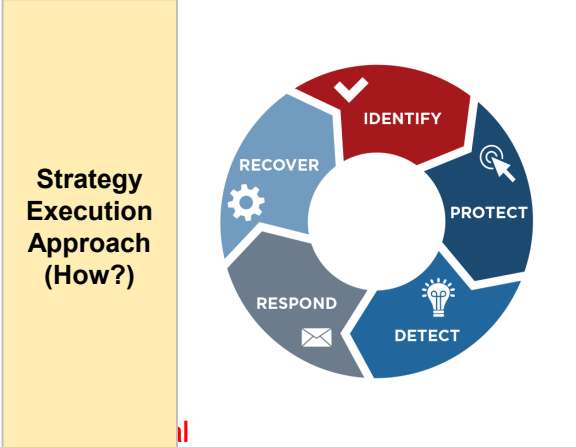 Strategy
Execution
Approach
(How?)
IDENTIFY
PROTECT
DETECT
RESPOND
RECOVER